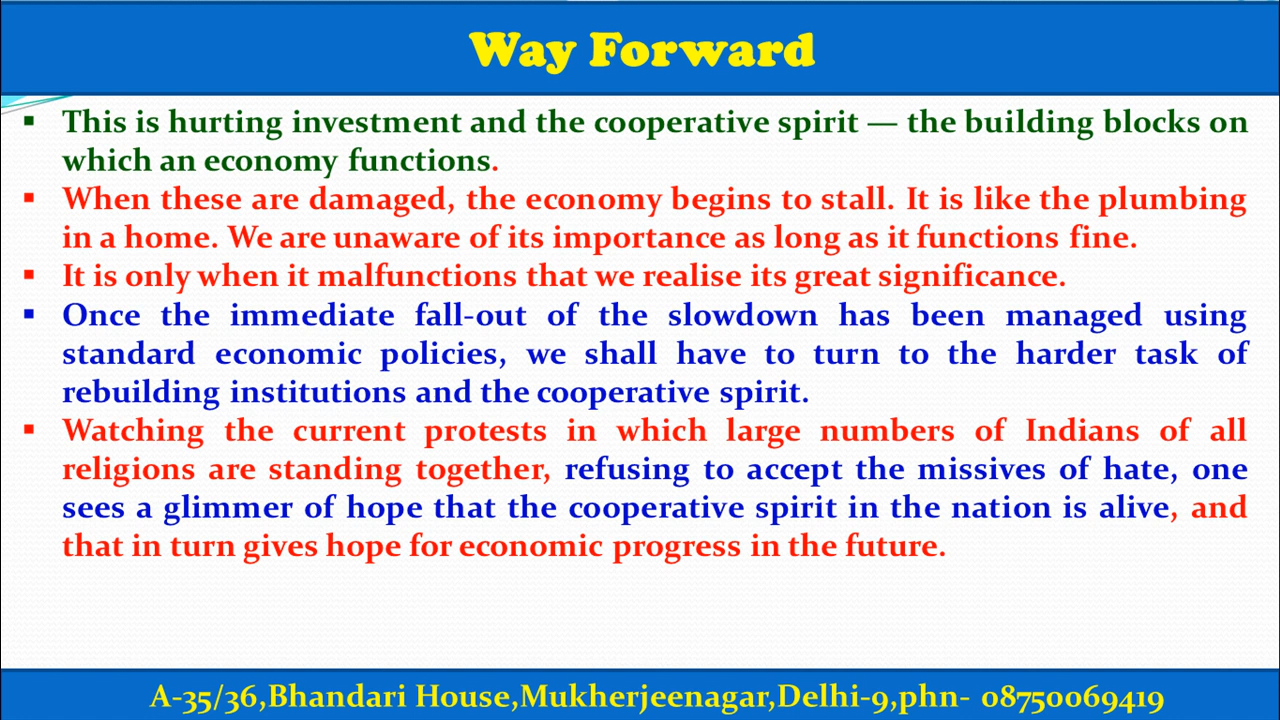 Way Forward
▪ This is hurting investment and the cooperative spirit — the building blocks on
which an economy functions.
▪ When these are damaged, the economy begins to stall. It is like the plumbing
in a home. We are unaware of its importance as long as it functions fine.
▪ It is only when it malfunctions that we realise its great significance.
▪ Once the immediate fall-out of the slowdown has been managed using
standard economic policies, we shall have to turn to the harder task of
rebuilding institutions and the cooperative spirit.
▪ Watching the current protests in which large numbers of Indians of all
religions are standing together, refusing to accept the missives of hate, one
sees a glimmer of hope that the cooperative spirit in the nation is alive, and
that in turn gives hope for economic progress in the future.
A-35/36,Bhandari House,Mukherjeenagar,Delhi-9,phn- 08750069419